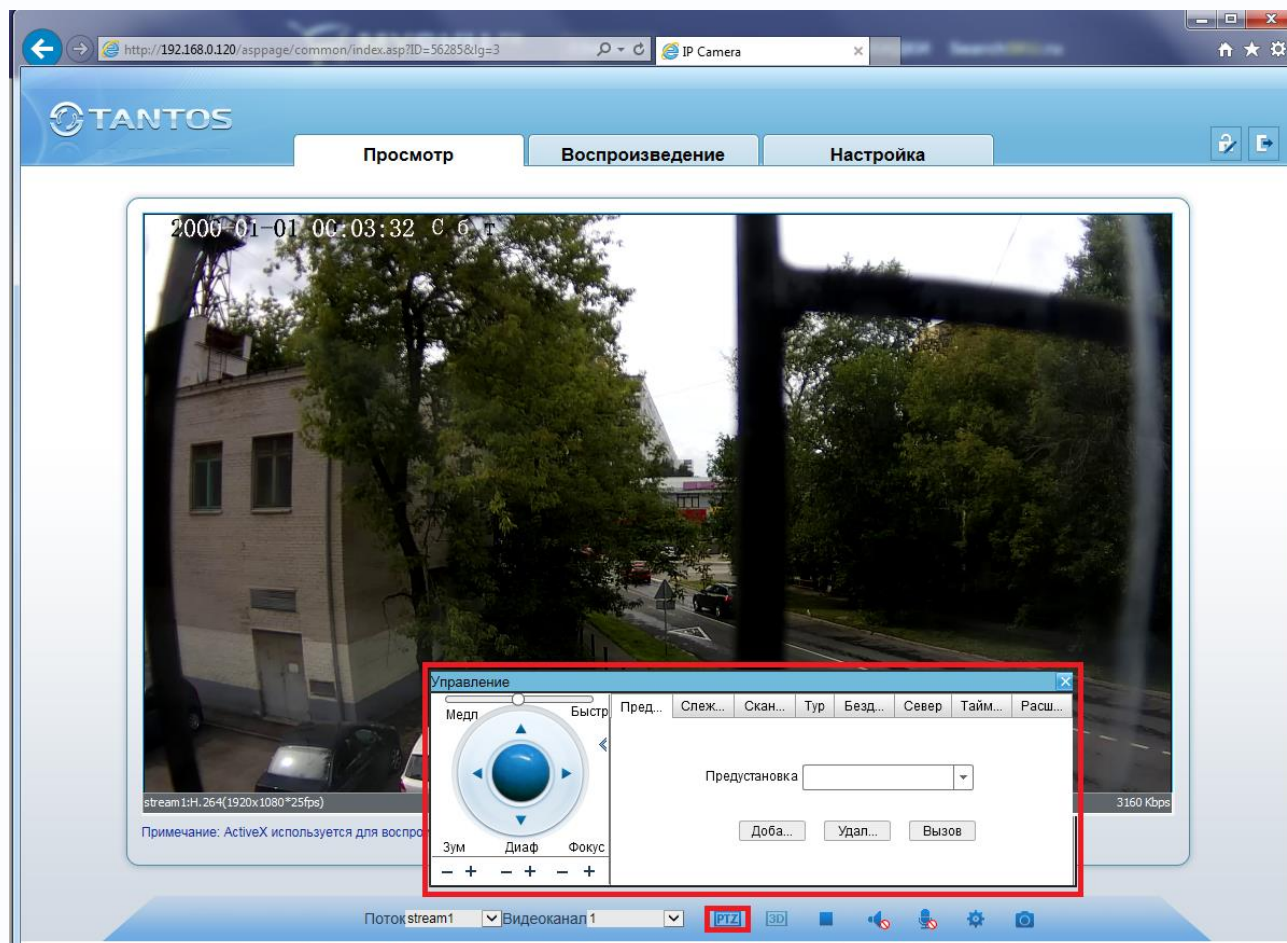 http://192.168.0.120/asppage/common/index.asp?ID=56285&lg=3
IP Camera
TANTOS
Просмотр
Воспроизведение
Настройка
2000-01-01 00:03:32 С б т
Управление
Медл
Быстр
Пред...
Слеж...
Скан...
Тур
Безд...
Север
Тайм...
Расш...
Предустановка
Доба...
Удал...
Вызов
Зум
Диаф
Фокус
- +
- +
- +
stream1:H.264(1920x1080*25fps)
3160 Kbps
Примечание: ActiveX используется для воспро
Поток
stream1
Видеоканал
1
PTZ
3D